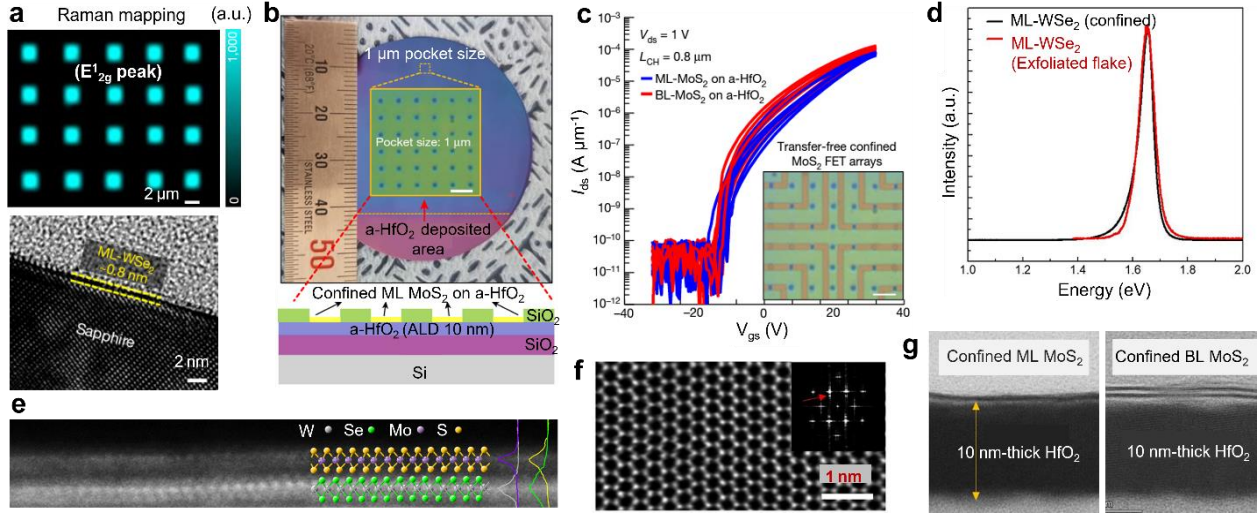 a
Raman mapping
(a.u.)
1,000
0
(E¹₂g peak)
2 μm
ML-WSe₂
~0.8 nm
Sapphire
2 nm
b
20°C (68°F)
STAINLESS STEEL
10
20
30
40
50
1 μm pocket size
Pocket size: 1 μm
a-HfO₂ deposited
area
Confined ML MoS₂ on a-HfO₂
SiO₂
a-HfO₂ (ALD 10 nm)
SiO₂
Si
c
10⁻³
10⁻⁴
10⁻⁵
10⁻⁶
10⁻⁷
10⁻⁸
10⁻⁹
10⁻¹⁰
10⁻¹¹
10⁻¹²
Ids (A μm⁻¹)
Vds = 1 V
LCH = 0.8 μm
ML-MoS₂ on a-HfO₂
BL-MoS₂ on a-HfO₂
Transfer-free confined
MoS₂ FET arrays
−40
−20
0
20
40
Vgs (V)
d
ML-WSe₂ (confined)
ML-WSe₂
(Exfoliated flake)
Intensity (a.u.)
1.0
1.2
1.4
1.6
1.8
2.0
Energy (eV)
e
W
Se
Mo
S
f
1 nm
g
Confined ML MoS₂
10 nm-thick HfO₂
Confined BL MoS₂
10 nm-thick HfO₂